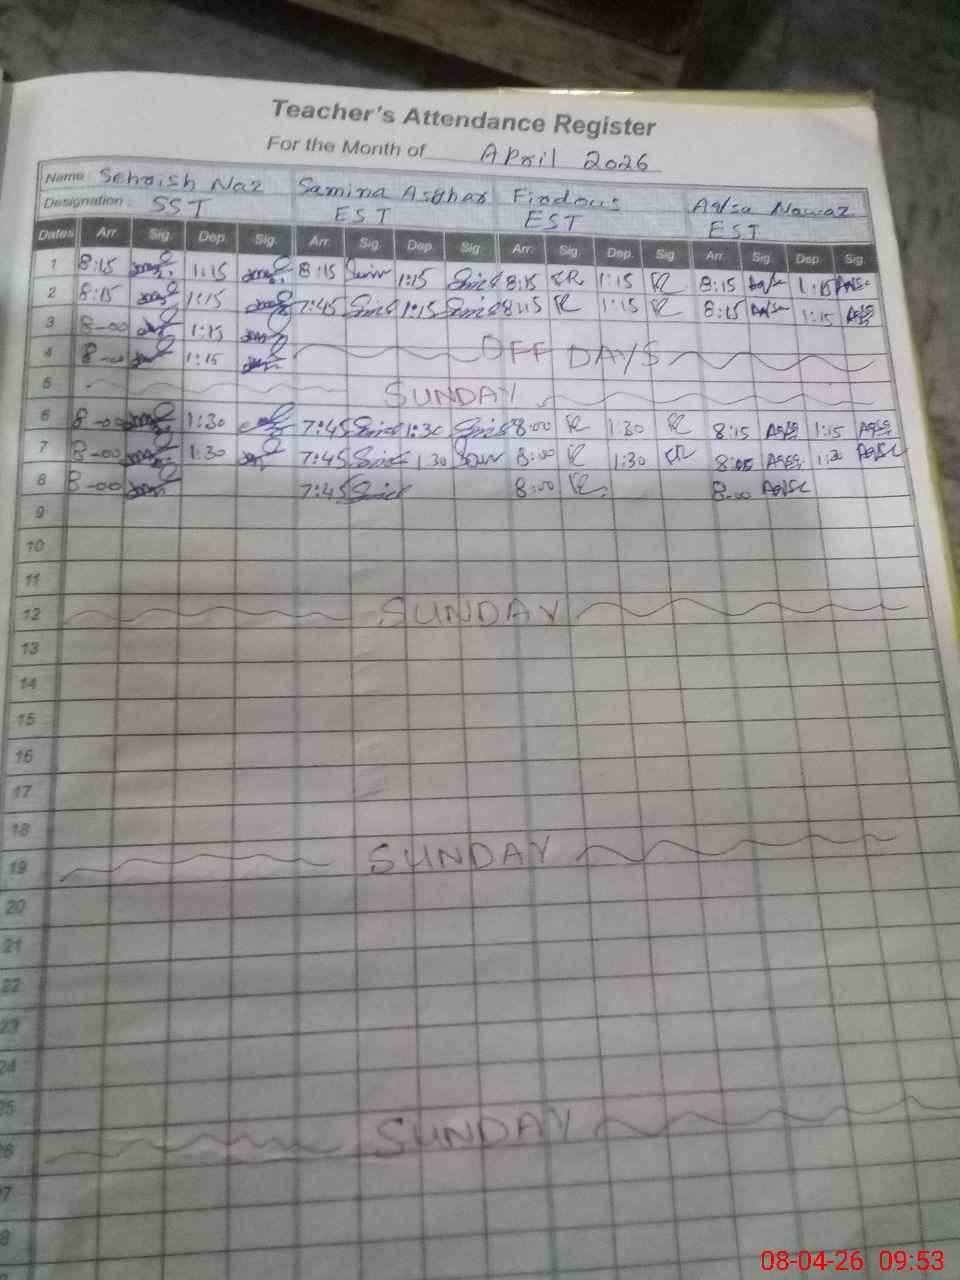 Teacher's Attendance Register
For the Month of April 2026
Name : Sehrish Naz Samina Asghar Firdous Aqsa Nawaz
Designation : SST EST EST EST
Dates Arr. Sig. Dep. Sig. Arr. Sig. Dep. Sig. Arr. Sig. Dep. Sig. Arr. Sig. Dep. Sig.
1 8:15 1:15 8:15 1:15 8:15 1:15 8:15 1:15
2 8:15 1:15 7:45 1:15 8:15 1:15 8:15 1:15
3 8-00 1:15
4 8-00 1:15 OFF DAYS
5 SUNDAY
6 8-00 1:30 7:45 1:30 8:00 1:30 8:15 1:15
7 8-00 1:30 7:45 1:30 8:00 1:30 1:30
8 8-00 7:45 8:00 8-00
9
10
11
12 SUNDAY
13
14
15
16
17
18
19 SUNDAY
20
21
22
23
24
25
26 SUNDAY
08-04-26 09:53